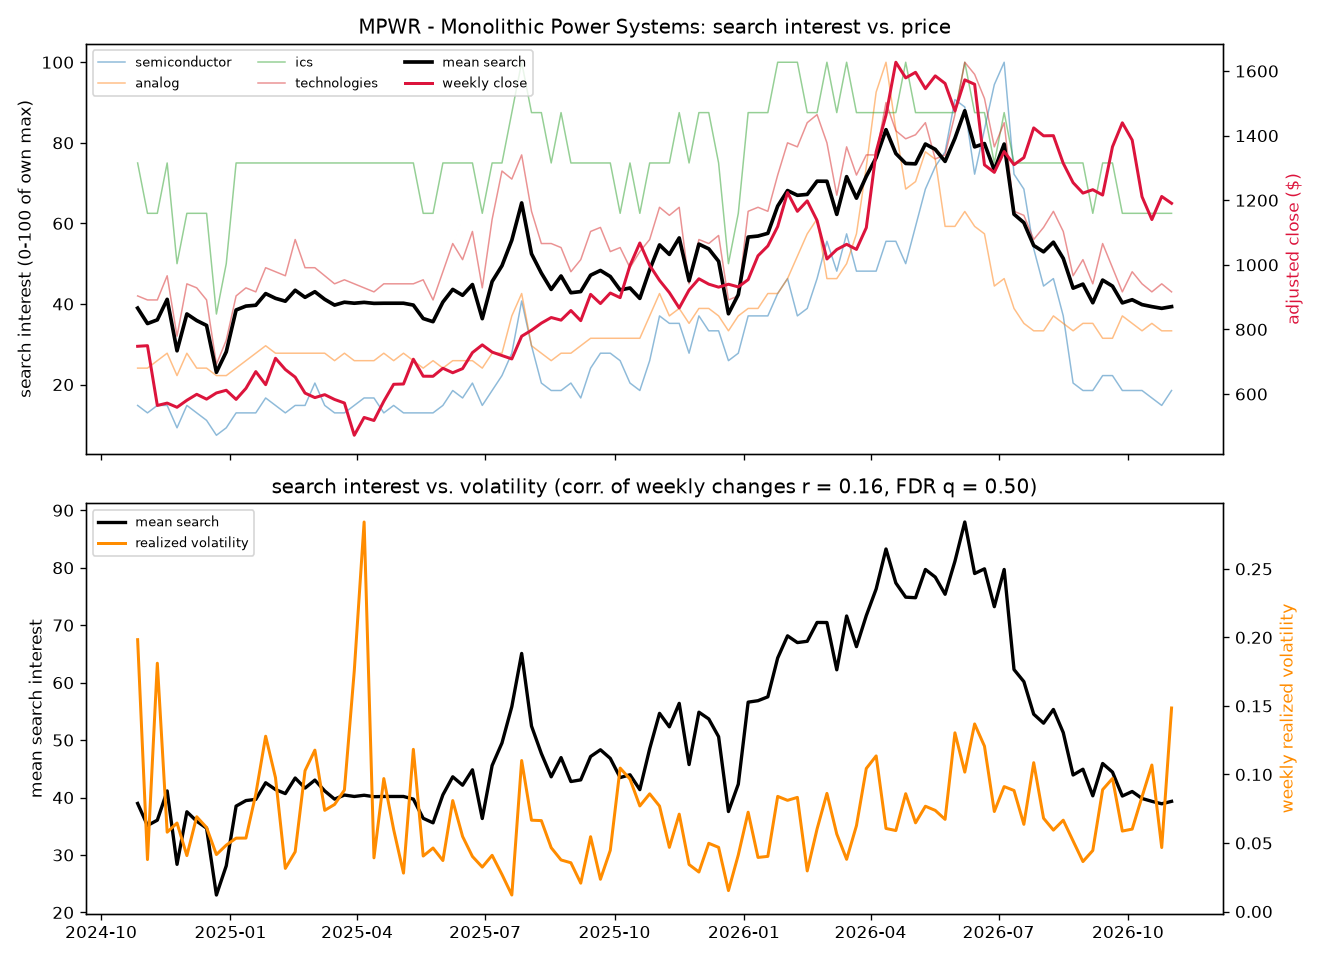 MPWR - Monolithic Power Systems: search interest vs. price
semiconductor
analog
ics
technologies
mean search
weekly close
search interest (0-100 of own max)
100
80
60
40
20
1600
1400
1200
1000
800
600
adjusted close ($)
search interest vs. volatility (corr. of weekly changes r = 0.16, FDR q = 0.50)
mean search
realized volatility
mean search interest
90
80
70
60
50
40
30
20
0.25
0.20
0.15
0.10
0.05
0.00
weekly realized volatility
2024-10
2025-01
2025-04
2025-07
2025-10
2026-01
2026-04
2026-07
2026-10